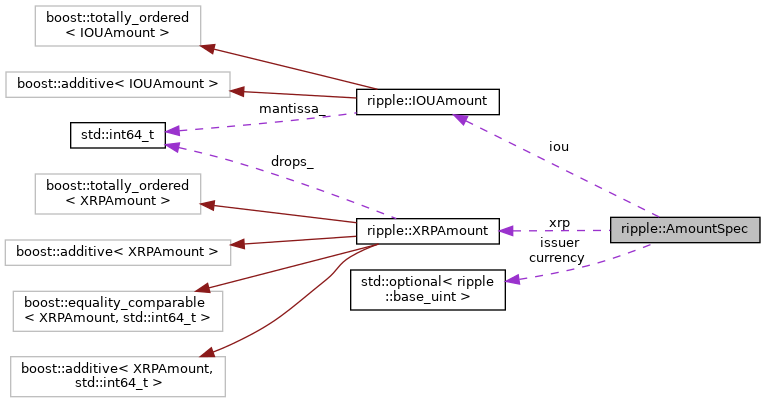 boost::totally_ordered
< IOUAmount >
boost::additive< IOUAmount >
ripple::IOUAmount
mantissa_
std::int64_t
iou
drops_
boost::totally_ordered
< XRPAmount >
ripple::XRPAmount
xrp
ripple::AmountSpec
issuer
currency
boost::additive< XRPAmount >
std::optional< ripple
::base_uint >
boost::equality_comparable
< XRPAmount, std::int64_t >
boost::additive< XRPAmount,
std::int64_t >